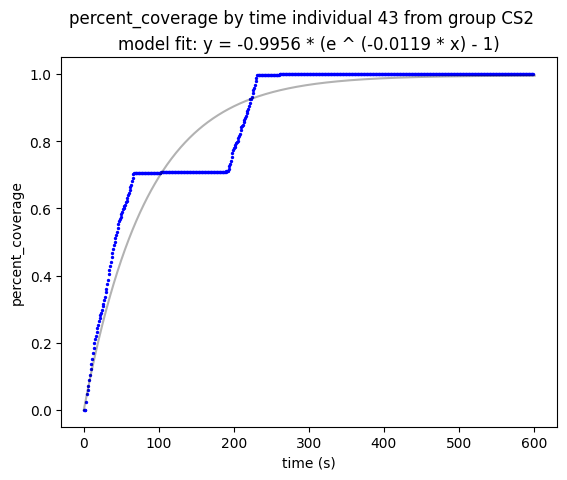 percent_coverage by time individual 43 from group CS2
model fit: y = -0.9956 * (e ^ (-0.0119 * x) - 1)
1.0
0.8
0.6
0.4
0.2
0.0
percent_coverage
0 100 200 300 400 500 600
time (s)